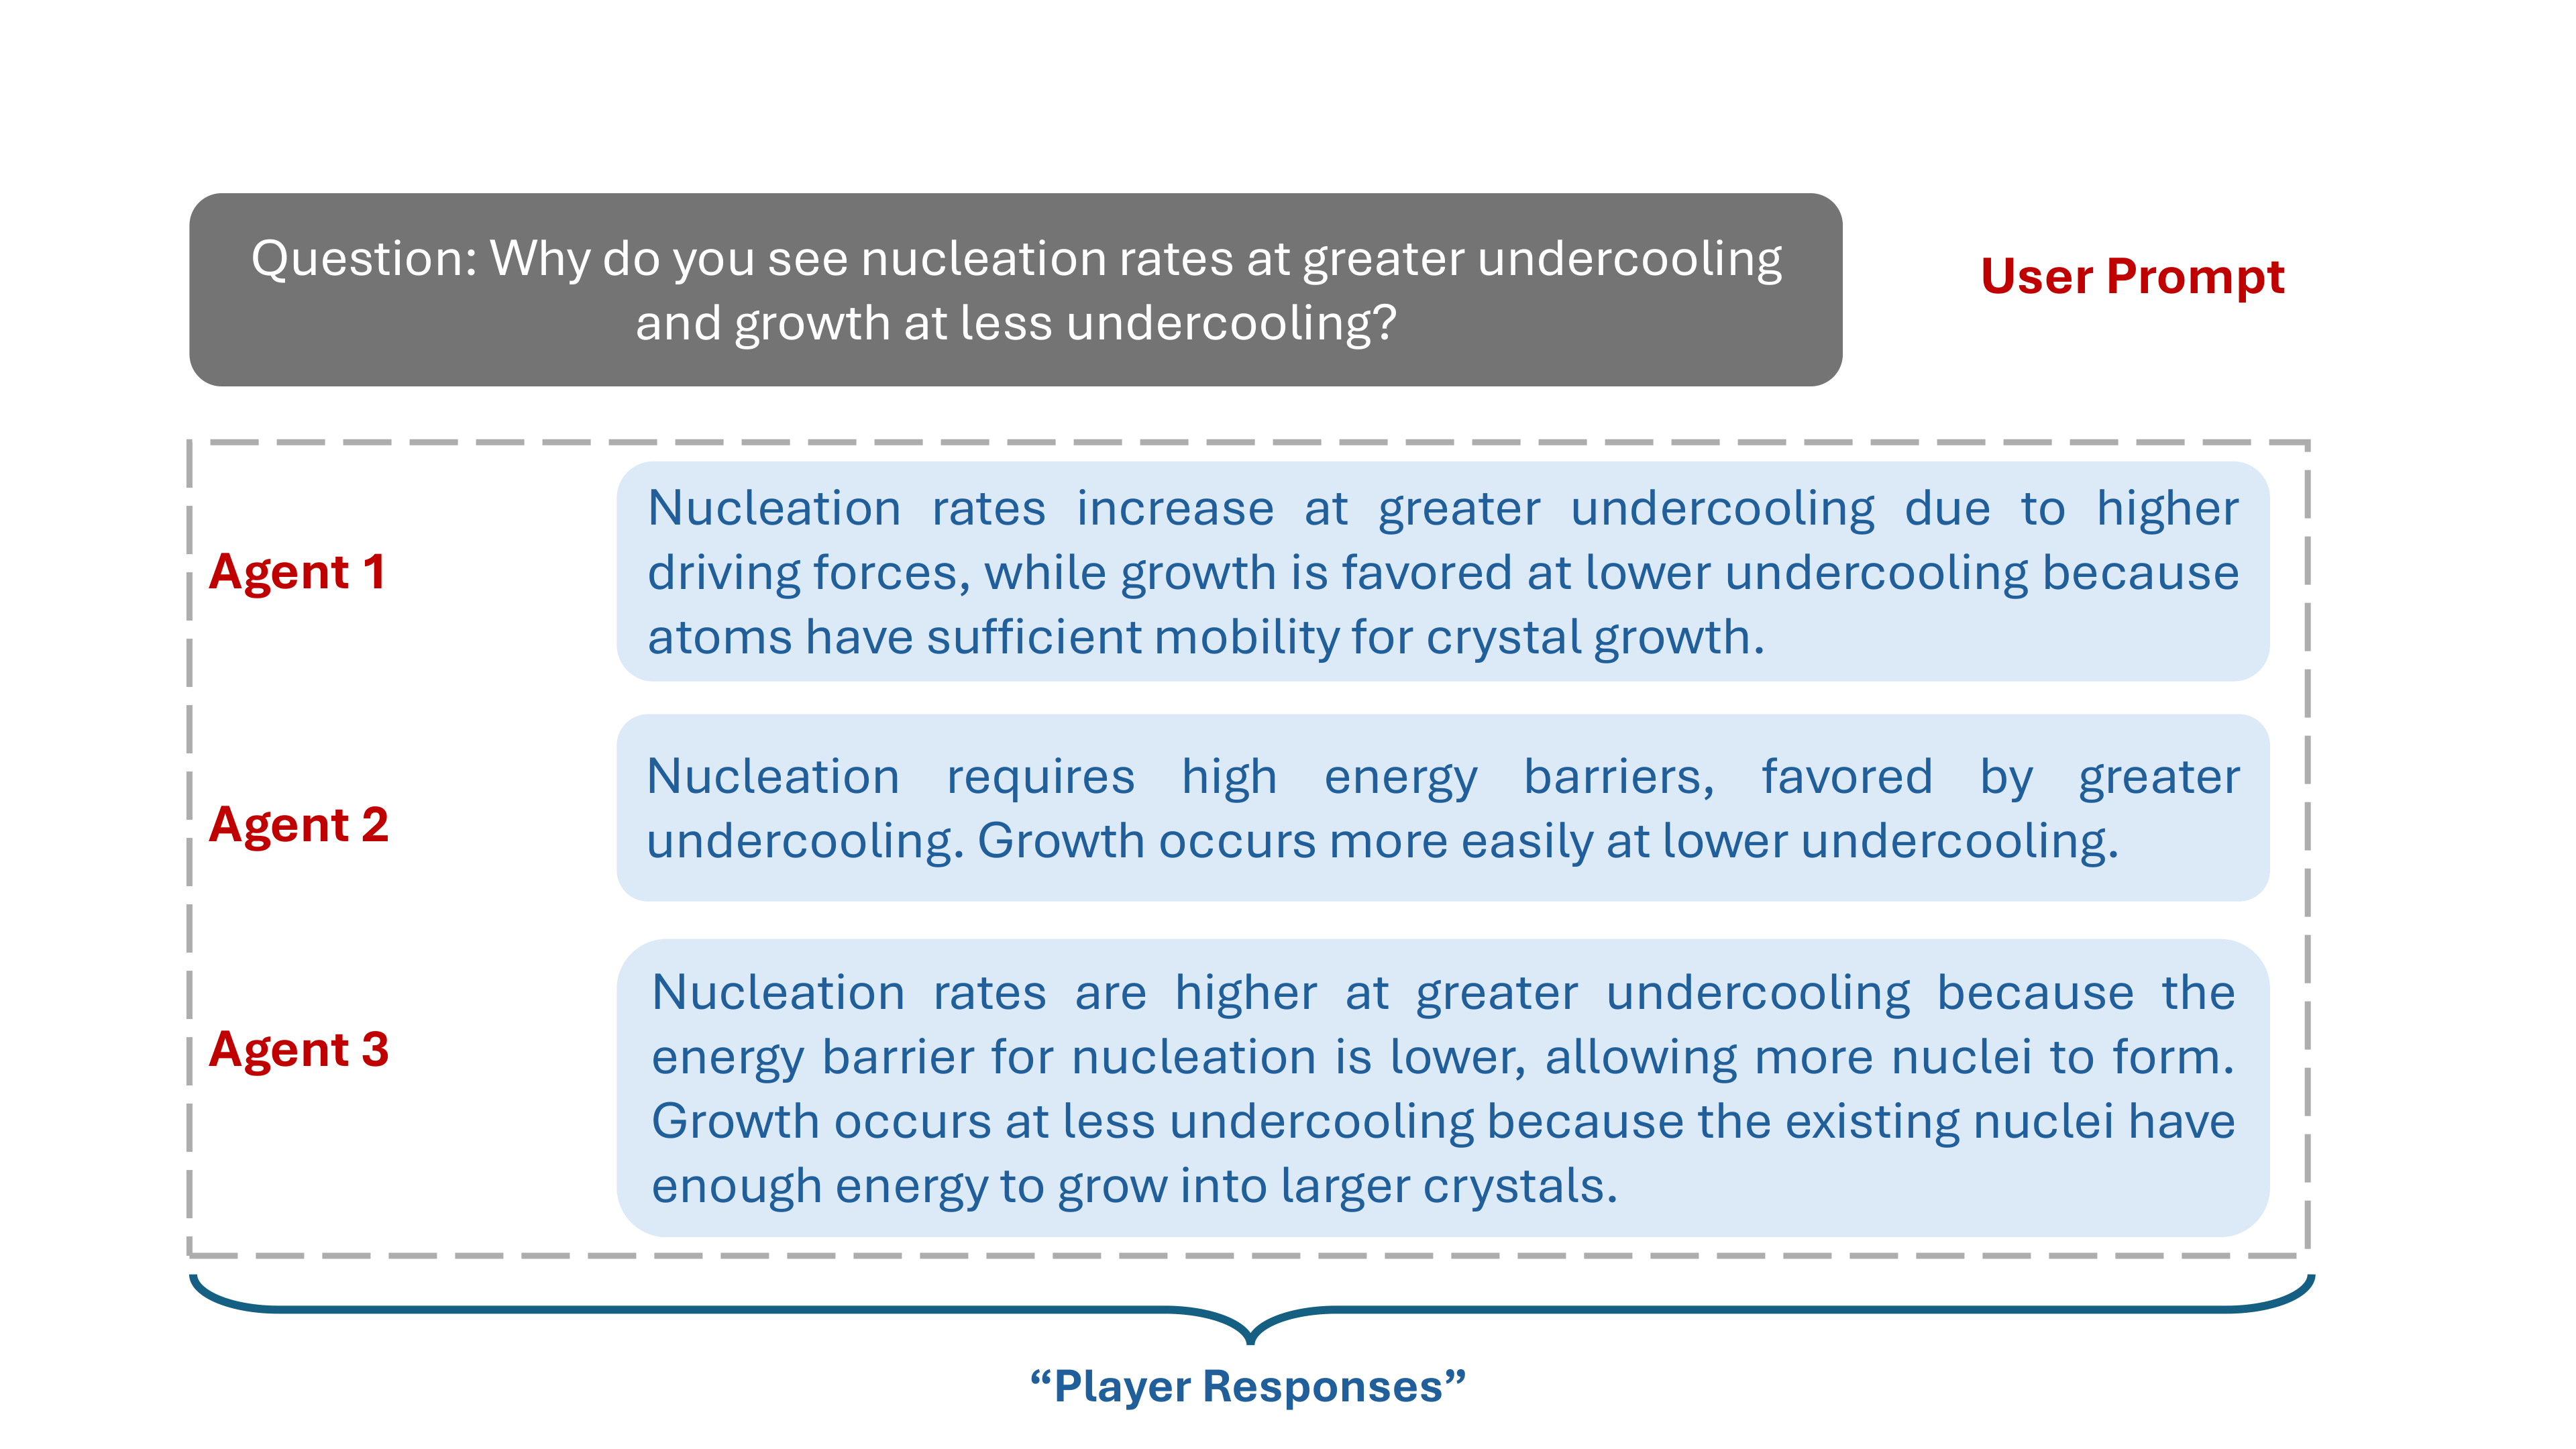 Question: Why do you see nucleation rates at greater undercooling
and growth at less undercooling?
User Prompt
Agent 1
Nucleation rates increase at greater undercooling due to higher
driving forces, while growth is favored at lower undercooling because
atoms have sufficient mobility for crystal growth.
Agent 2
Nucleation requires high energy barriers, favored by greater
undercooling. Growth occurs more easily at lower undercooling.
Agent 3
Nucleation rates are higher at greater undercooling because the
energy barrier for nucleation is lower, allowing more nuclei to form.
Growth occurs at less undercooling because the existing nuclei have
enough energy to grow into larger crystals.
“Player Responses”